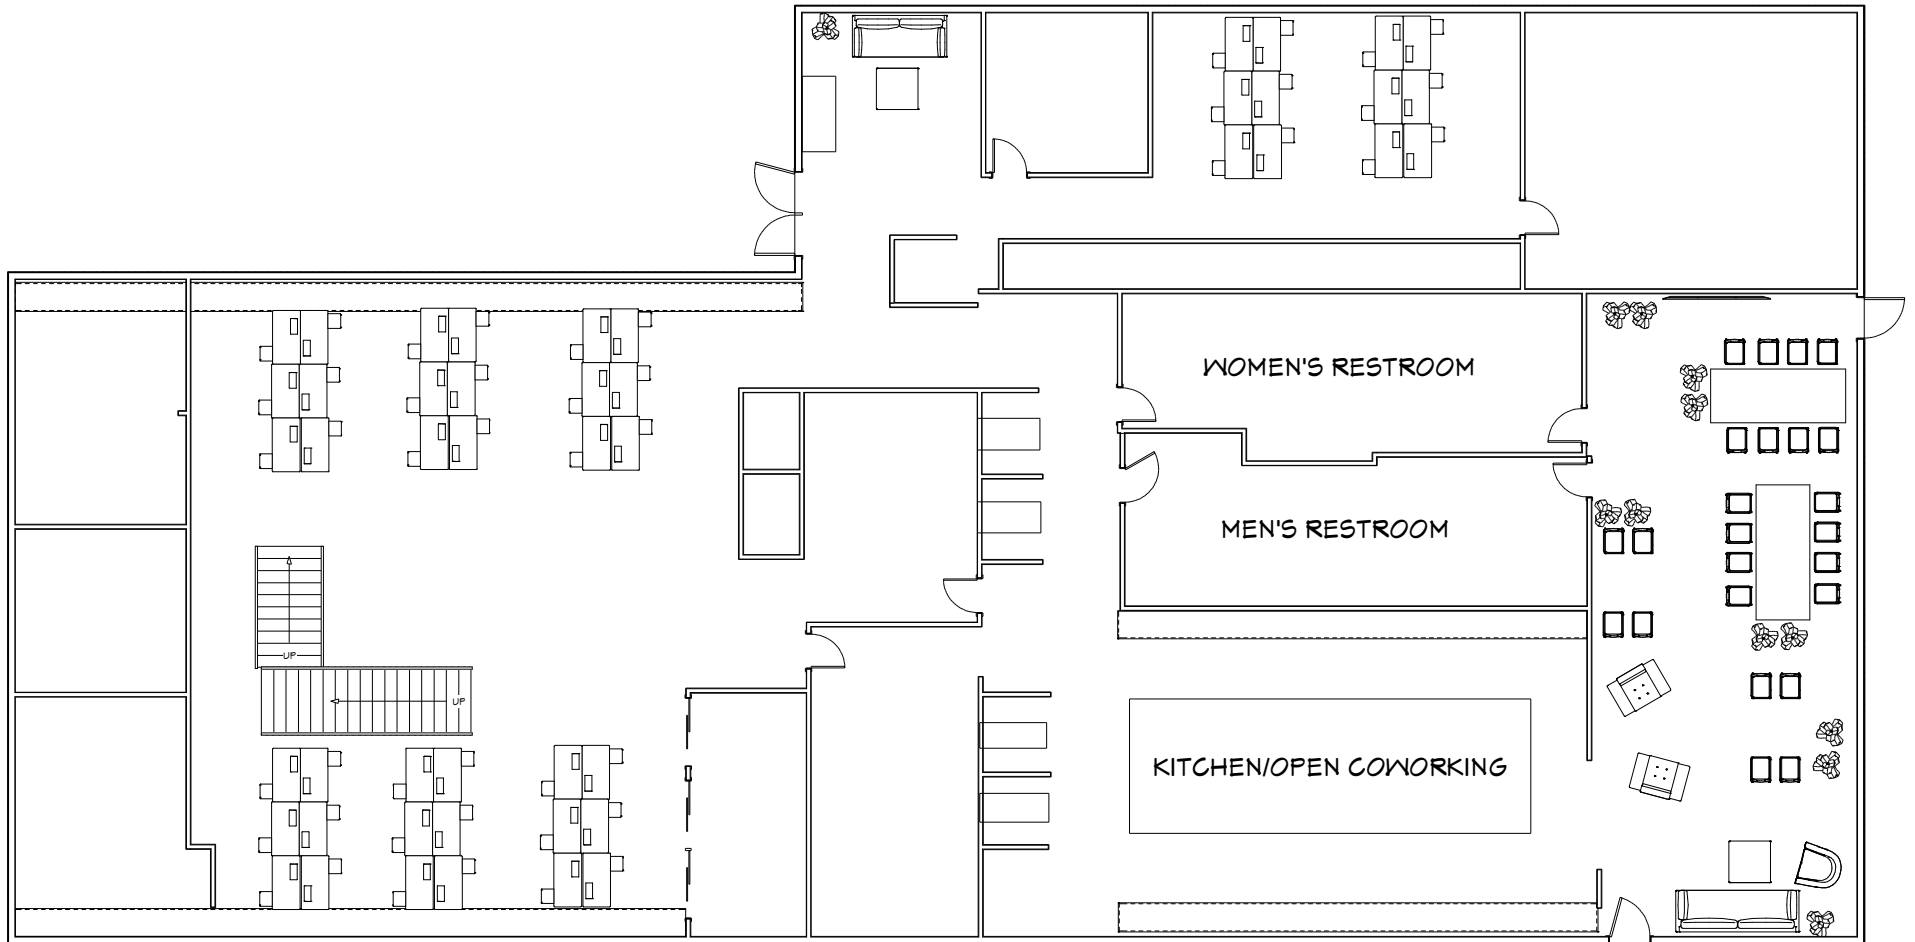 WOMEN'S RESTROOM
MEN'S RESTROOM
UP
UP
KITCHEN/OPEN COWORKING